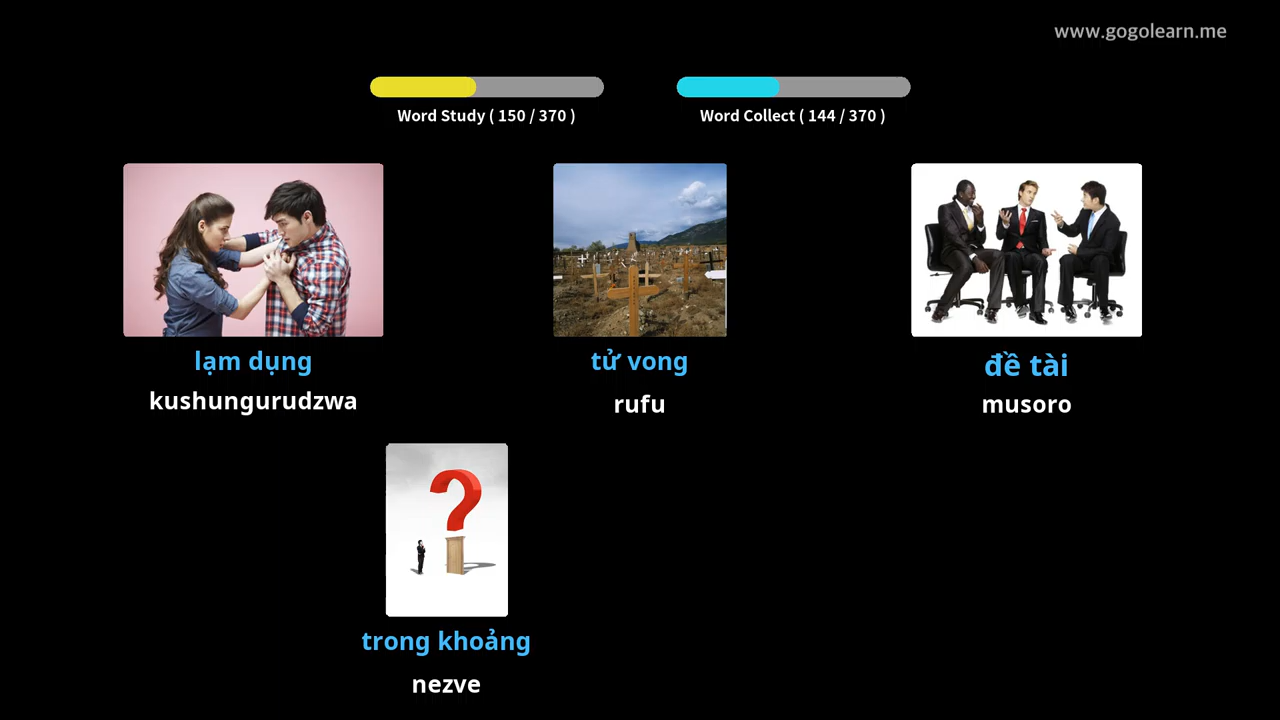 www.gogolearn.me
Word Study ( 150 / 370 )
Word Collect ( 144 / 370 )
lạm dụng
kushungurudzwa
tử vong
rufu
đề tài
musoro
trong khoảng
nezve